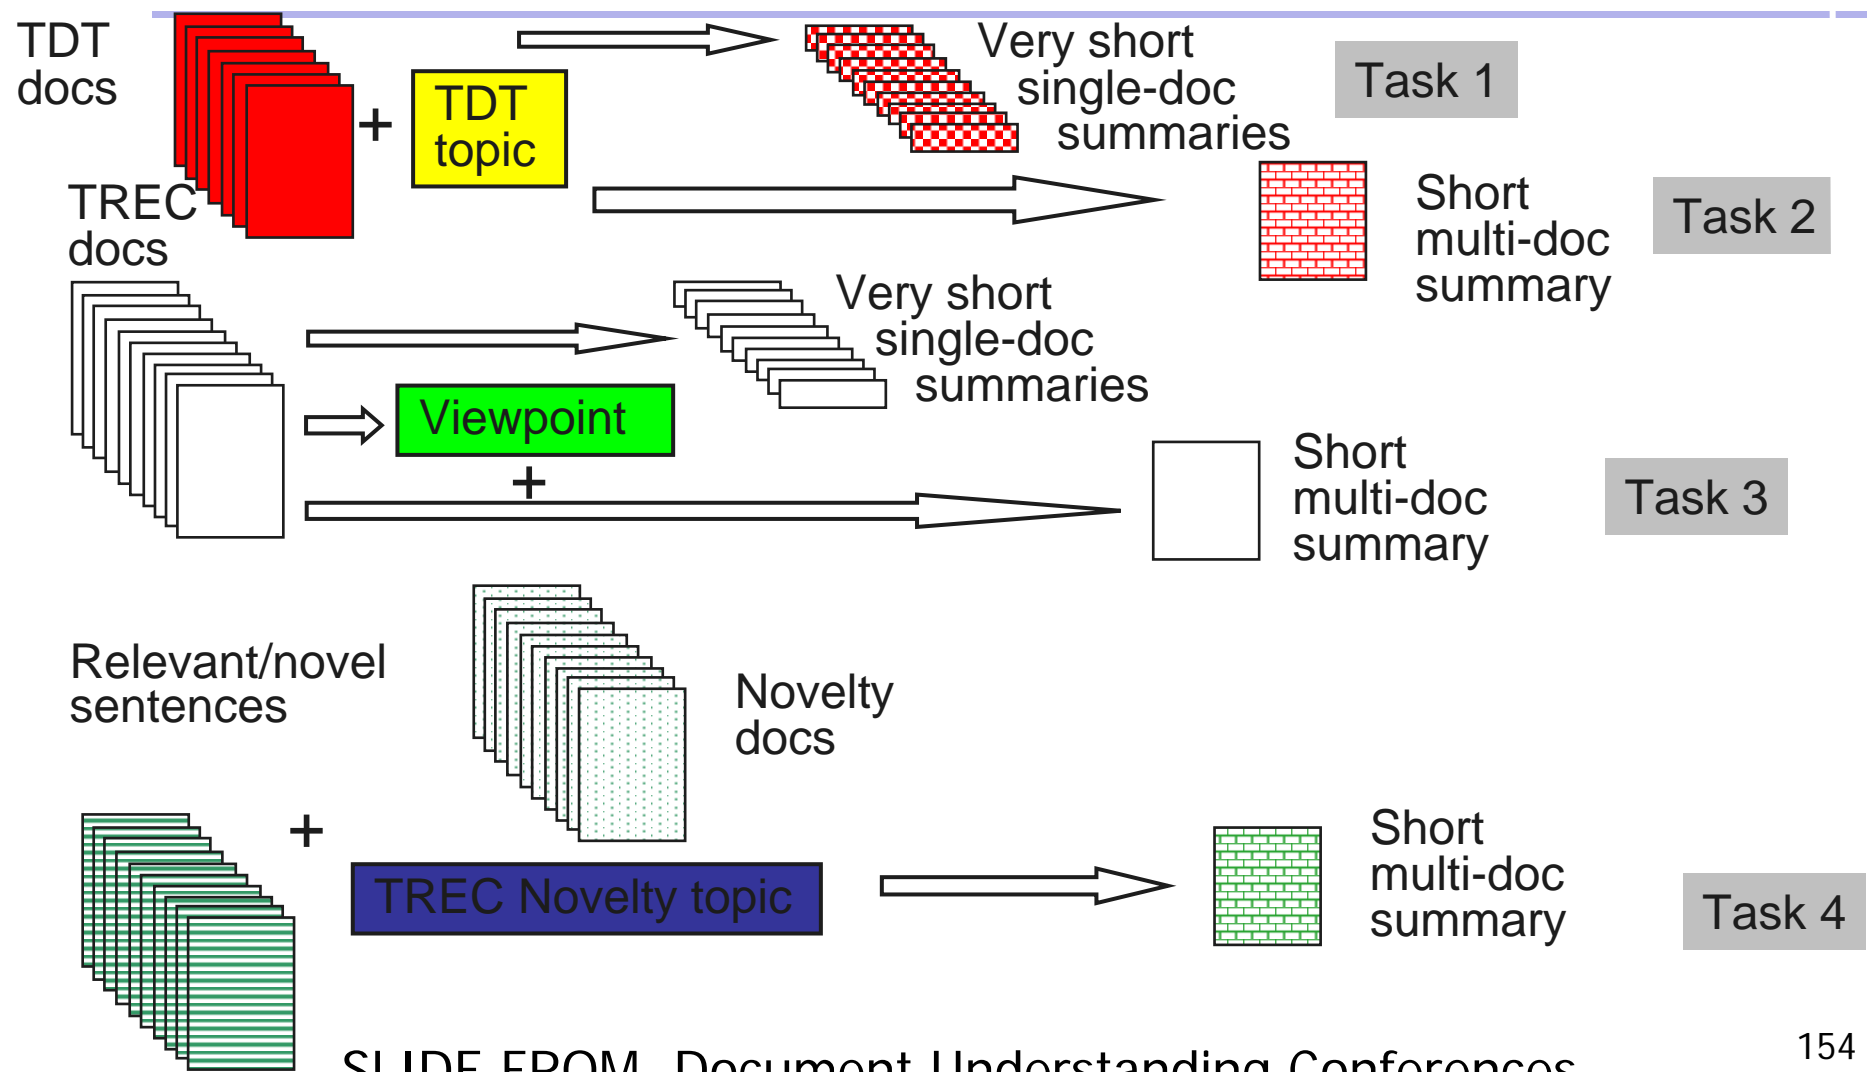 TDT
docs
+
TDT
topic
Very short
single-doc
summaries
Task 1
Short
multi-doc
summary
Task 2
TREC
docs
Very short
single-doc
summaries
Viewpoint
+
Short
multi-doc
summary
Task 3
Relevant/novel
sentences
Novelty
docs
+
TREC Novelty topic
Short
multi-doc
summary
Task 4
SLIDE FROM Document Understanding Conferences
154